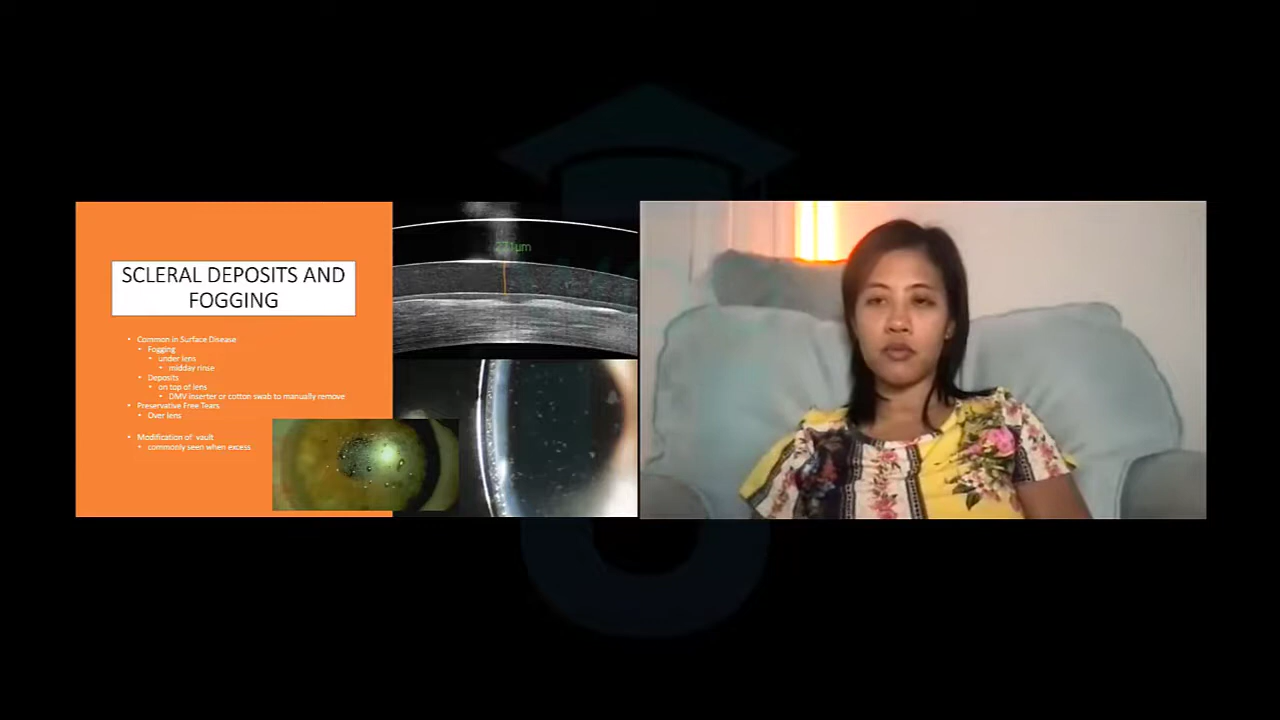 SCLERAL DEPOSITS AND
FOGGING
• Common in Surface Disease
• Fogging
• under lens
• midday rinse
• Deposits
• on top of lens
• DMV inserter or cotton swab to manually remove
• Preservative Free Tears
• Over lens
• Modification of vault
• commonly seen when excess